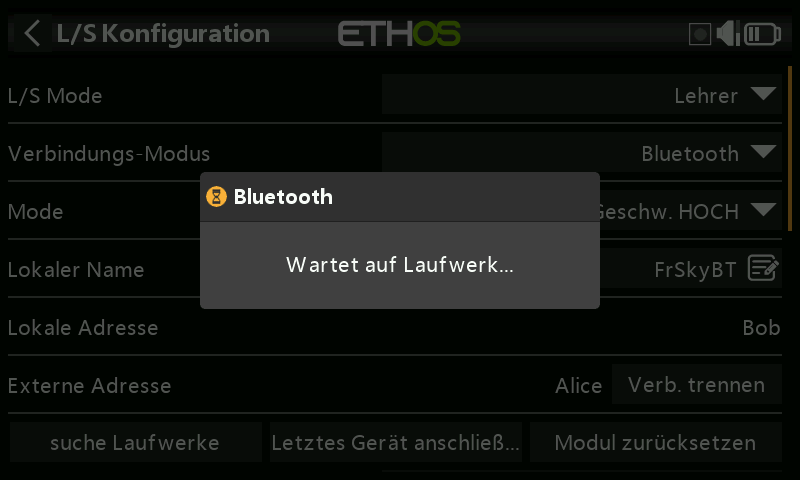 L/S Konfiguration
ETHOS
L/S Mode
Lehrer
Verbindungs-Modus
Bluetooth
Mode
Geschw. HOCH
Bluetooth
Wartet auf Laufwerk...
Lokaler Name
FrSkyBT
Lokale Adresse
Bob
Externe Adresse
Alice
Verb. trennen
suche Laufwerke
Letztes Gerät anschließ...
Modul zurücksetzen